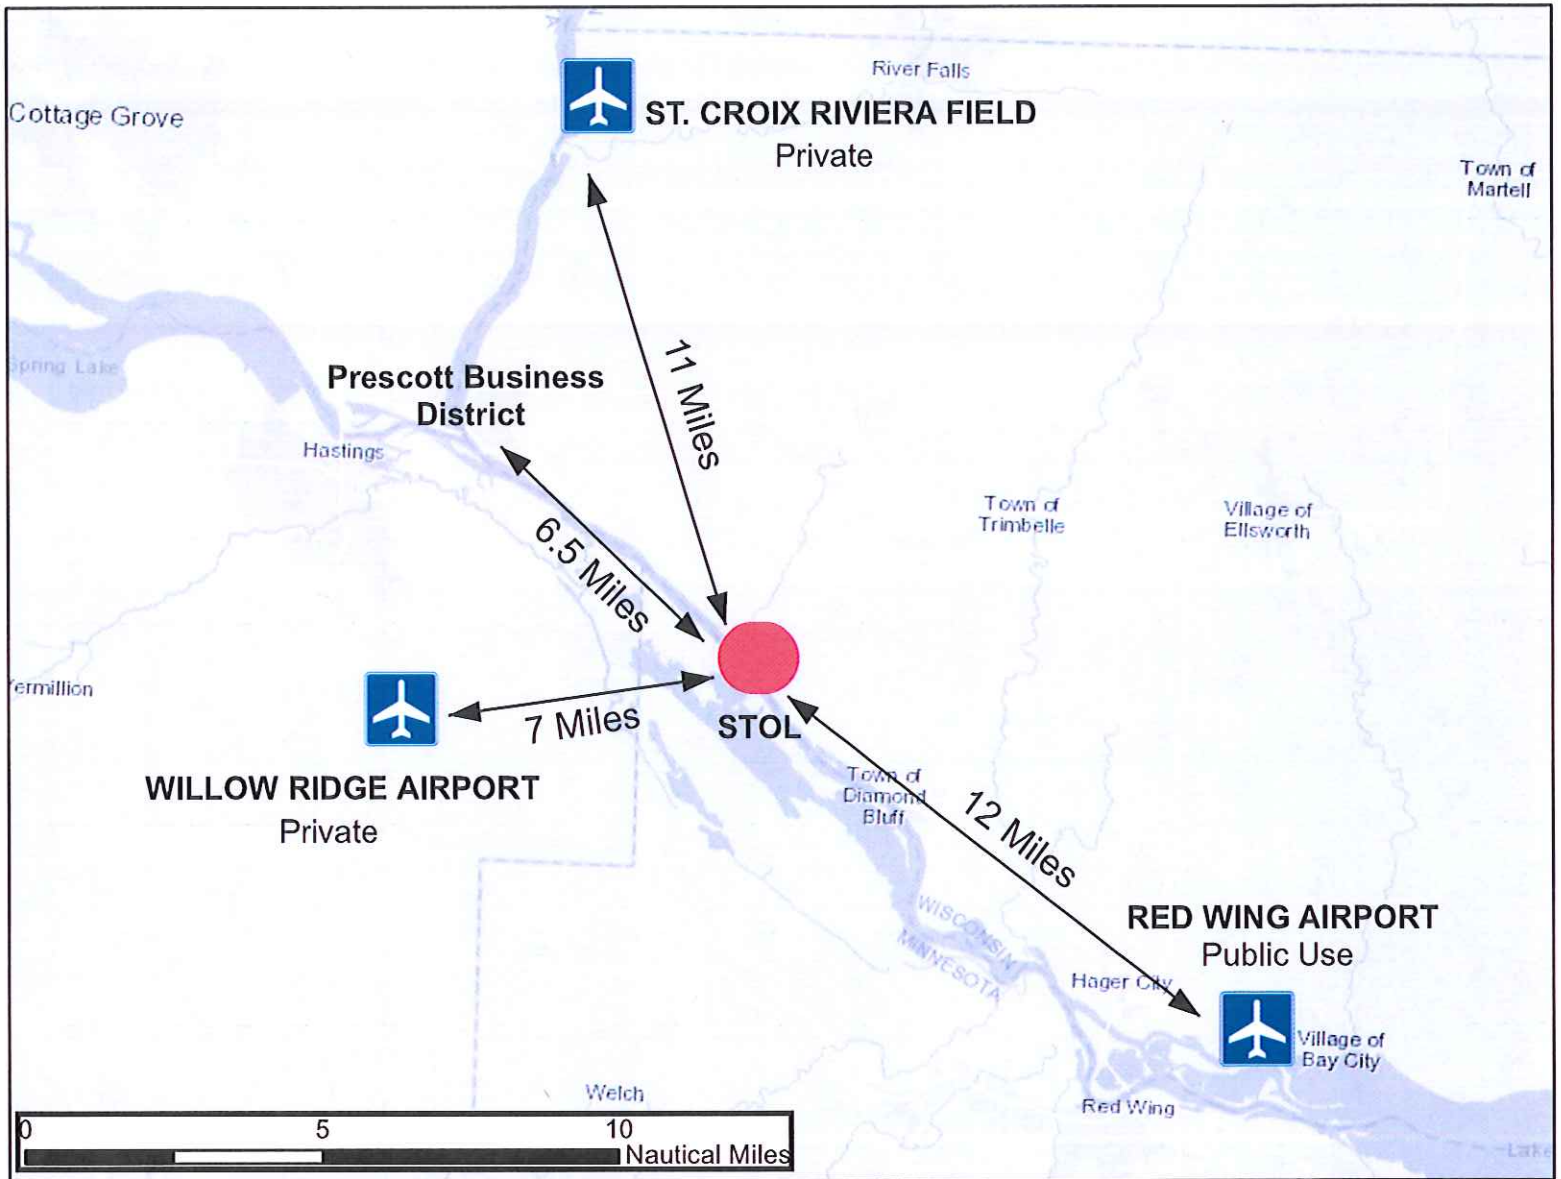 River Falls
Cottage Grove
ST. CROIX RIVIERA FIELD
Private
Town of
Martell
Spring Lake
Prescott Business
District
Hastings
11 Miles
6.5 Miles
Town of
Trimbelle
Village of
Ellsworth
ermillion
7 Miles
STOL
WILLOW RIDGE AIRPORT
Private
Town of
Diamond
Bluff
12 Miles
WISCONSIN
MINNESOTA
RED WING AIRPORT
Public Use
Hager City
Village of
Bay City
Welch
Red Wing
Lake
0 5 10
Nautical Miles